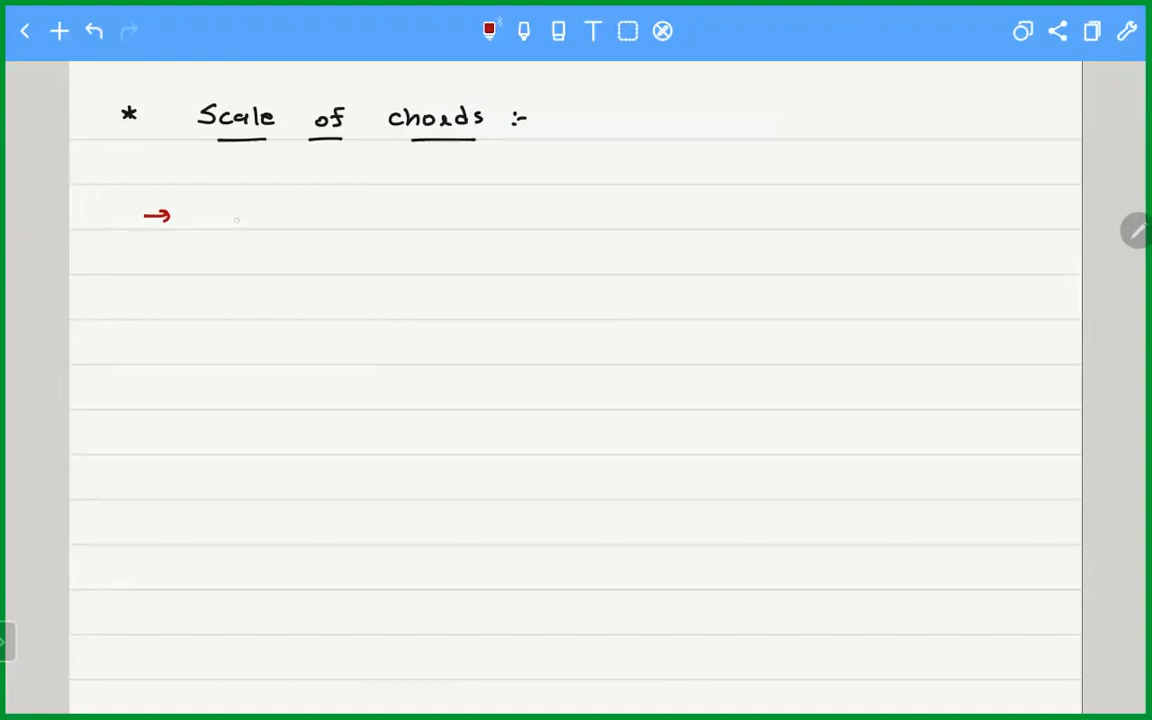 * Scale of chords :-
→